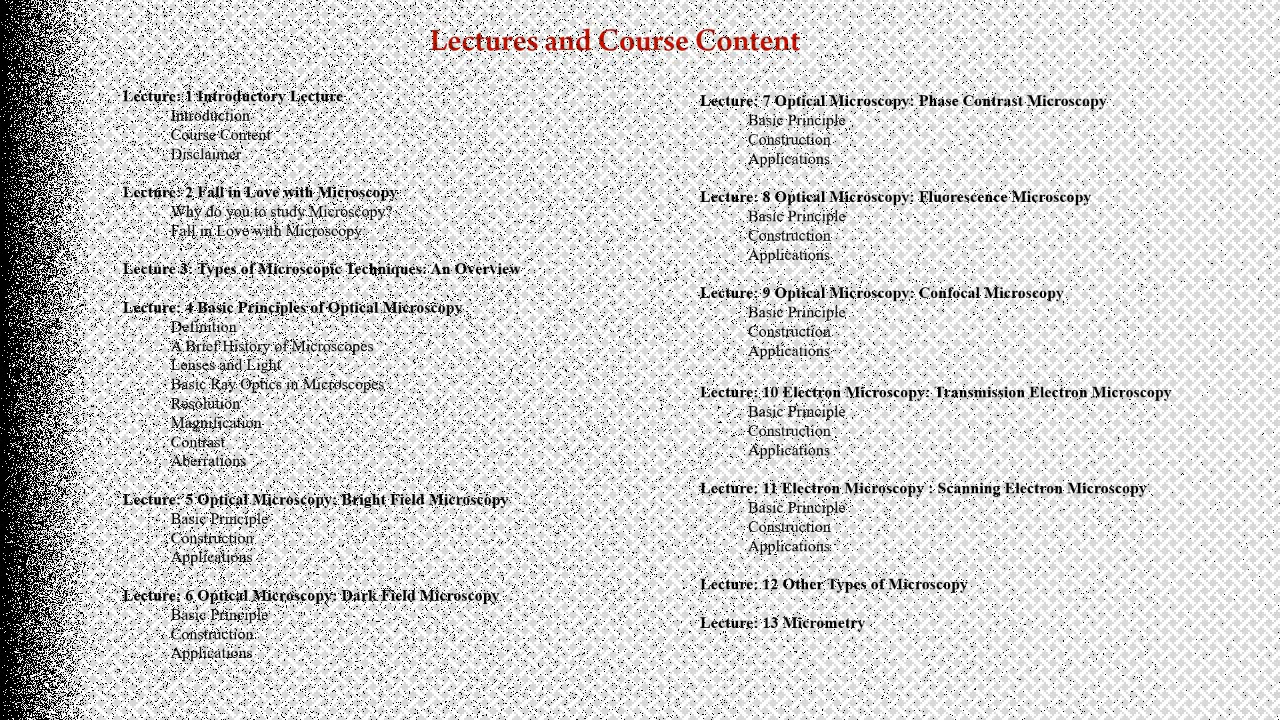 Lectures and Course Content
Lecture: 1 Introductory Lecture
Introduction
Course Content
Disclaimer
Lecture: 2 Fall in Love with Microscopy
Why do you to study Microscopy?
Fall in Love with Microscopy
Lecture 3: Types of Microscopic Techniques: An Overview
Lecture: 4 Basic Principles of Optical Microscopy
Definition
A Brief History of Microscopes
Lenses and Light
Basic Ray Optics in Microscopes
Resolution
Magnification
Contrast
Aberrations
Lecture: 5 Optical Microscopy: Bright Field Microscopy
Basic Principle
Construction
Applications
Lecture: 6 Optical Microscopy: Dark Field Microscopy
Basic Principle
Construction
Applications
Lecture: 7 Optical Microscopy: Phase Contrast Microscopy
Basic Principle
Construction
Applications
Lecture: 8 Optical Microscopy: Fluorescence Microscopy
Basic Principle
Construction
Applications
Lecture: 9 Optical Microscopy: Confocal Microscopy
Basic Principle
Construction
Applications
Lecture: 10 Electron Microscopy: Transmission Electron Microscopy
Basic Principle
Construction
Applications
Lecture: 11 Electron Microscopy : Scanning Electron Microscopy
Basic Principle
Construction
Applications
Lecture: 12 Other Types of Microscopy
Lecture: 13 Micrometry